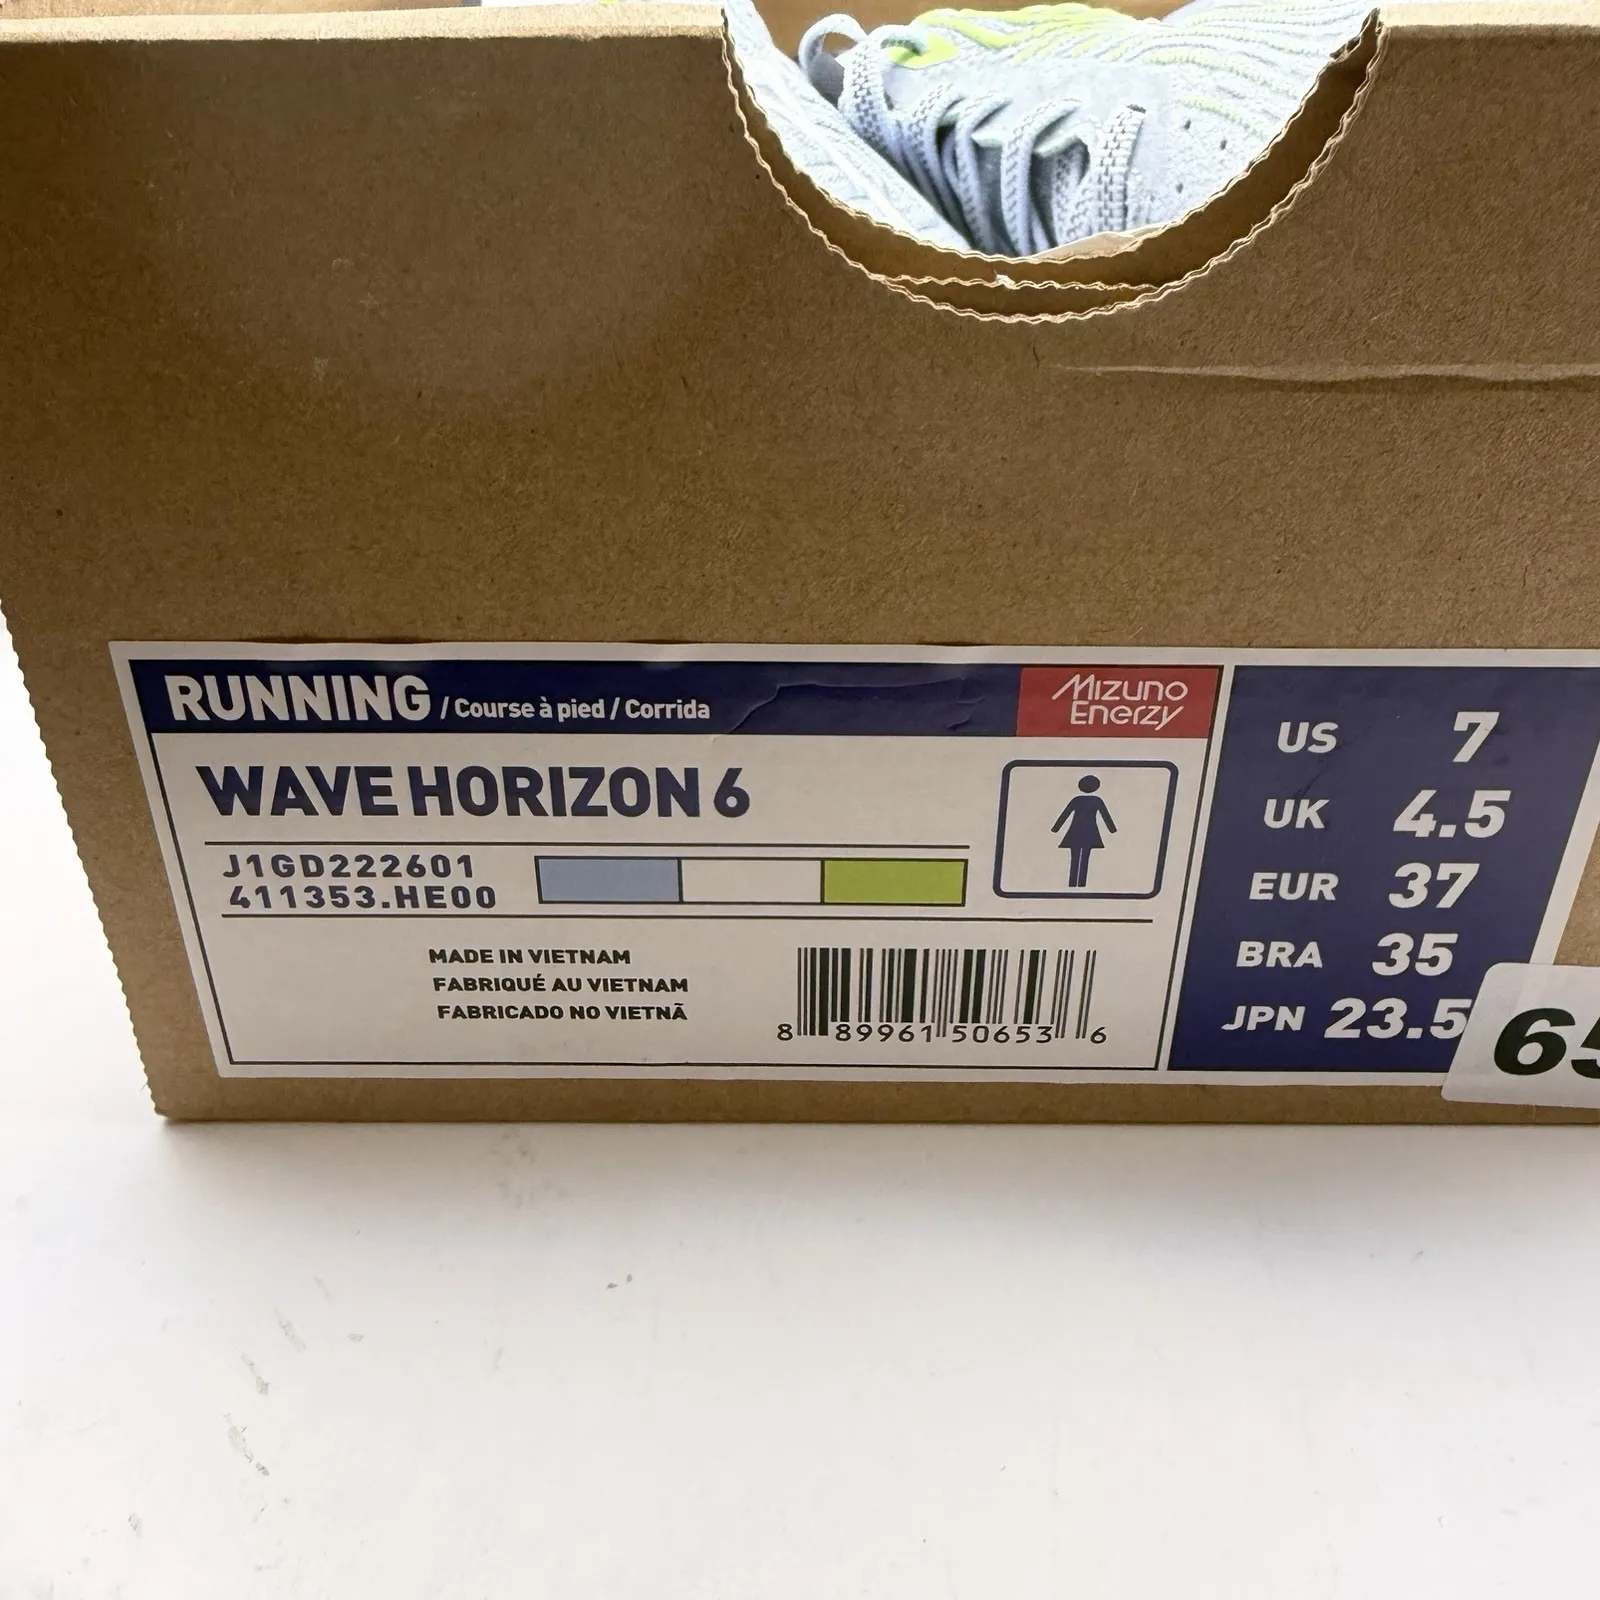 RUNNING / Course à pied / Corrida
Mizuno
Enerzy
WAVE HORIZON 6
J1GD222601
411353.HE00
MADE IN VIETNAM
FABRIQUÉ AU VIETNAM
FABRICADO NO VIETNÃ
8 89961 50653 6
US 7
UK 4.5
EUR 37
BRA 35
JPN 23.5
65